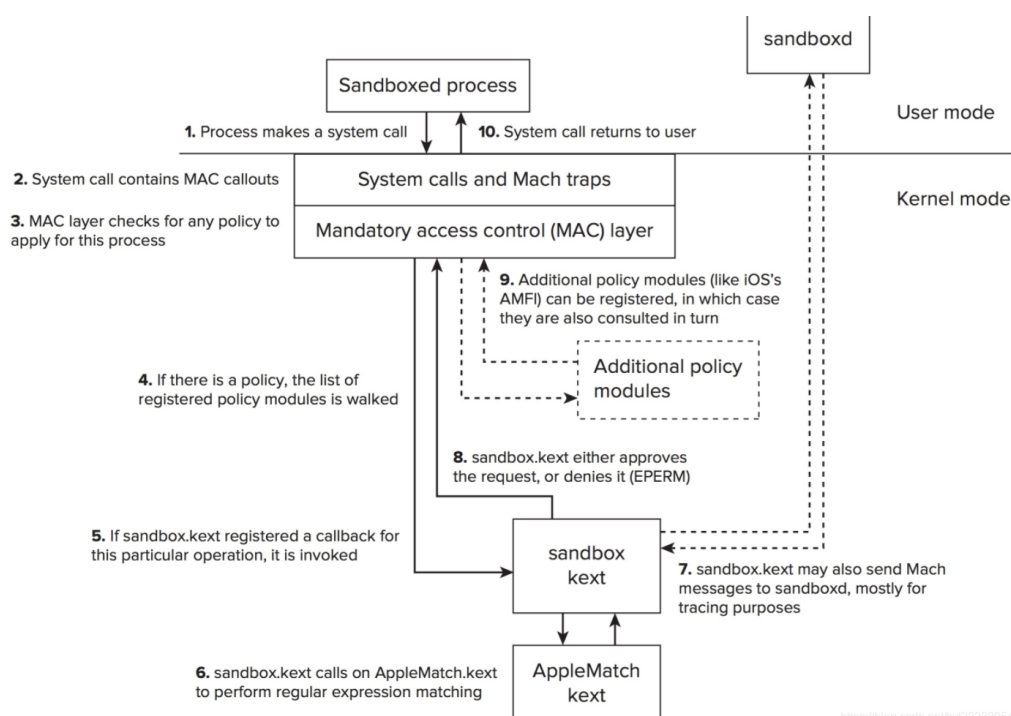 sandboxd
Sandboxed process
User mode
1. Process makes a system call
10. System call returns to user
2. System call contains MAC callouts
System calls and Mach traps
Kernel mode
3. MAC layer checks for any policy to
apply for this process
Mandatory access control (MAC) layer
9. Additional policy modules (like iOS's
AMFI) can be registered, in which case
they are also consulted in turn
4. If there is a policy, the list of
registered policy modules is walked
Additional policy
modules
8. sandbox.kext either approves
the request, or denies it (EPERM)
5. If sandbox.kext registered a callback for
this particular operation, it is invoked
sandbox
kext
7. sandbox.kext may also send Mach
messages to sandboxd, mostly for
tracing purposes
6. sandbox.kext calls on AppleMatch.kext
to perform regular expression matching
AppleMatch
kext